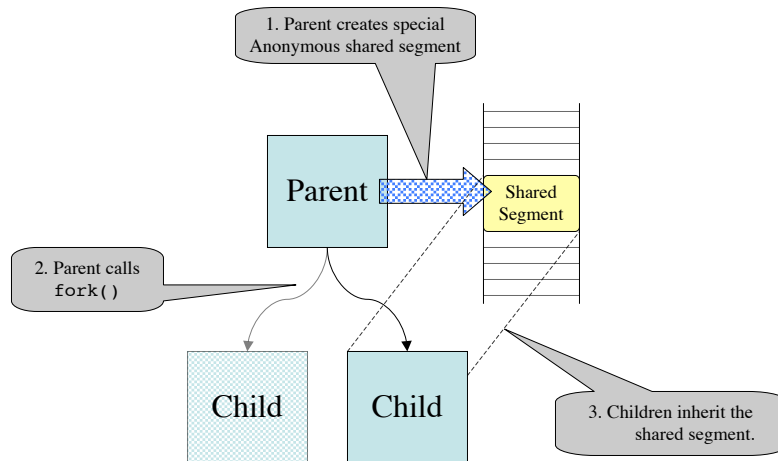 1. Parent creates special
Anonymous shared segment
Parent
Shared
Segment
2. Parent calls
fork()
Child
Child
3. Children inherit the
shared segment.